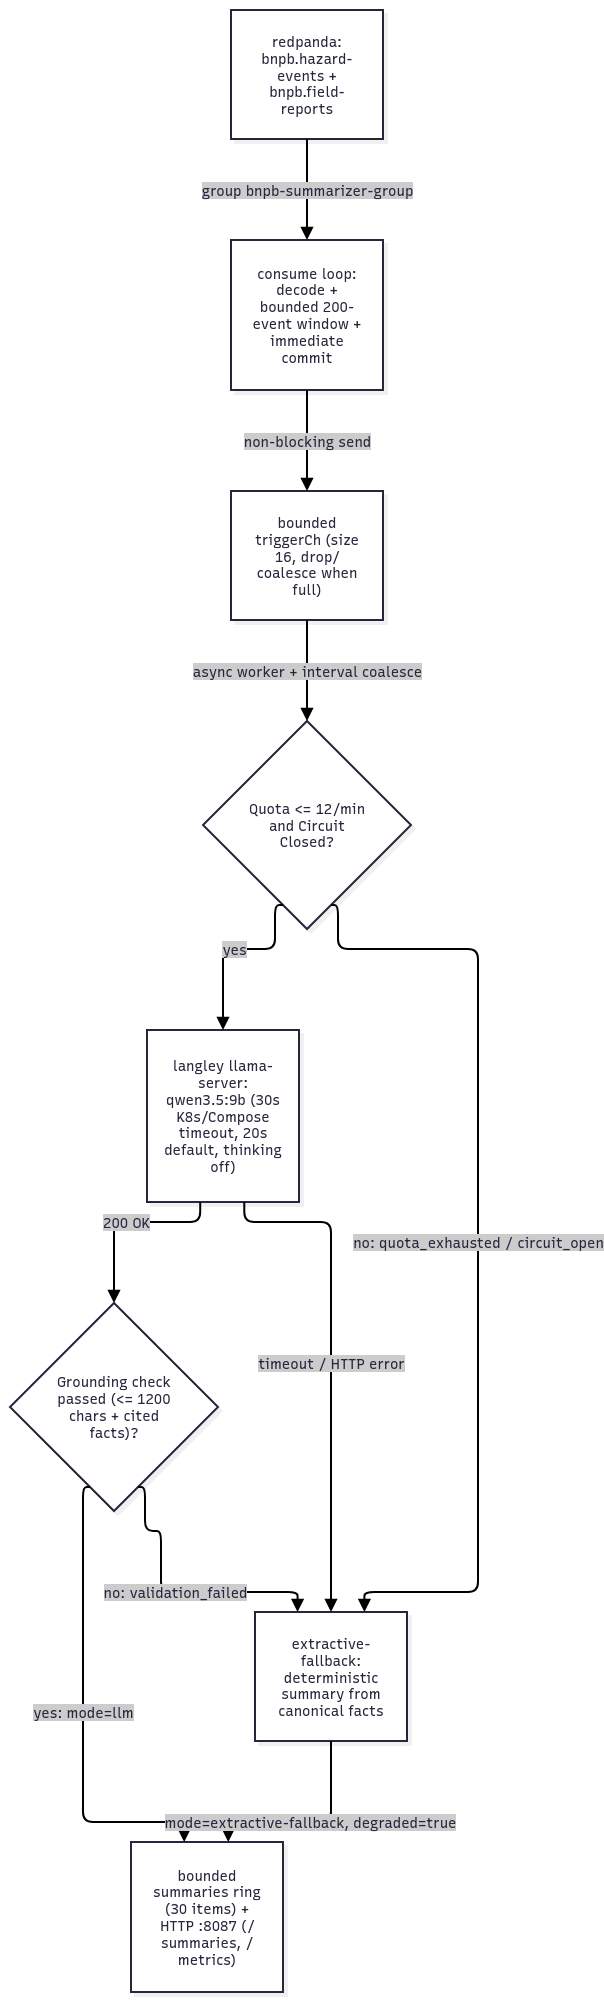 redpanda:
bnpb.hazard-
events +
bnpb.field-
reports
group bnpb-summarizer-group
consume loop:
decode +
bounded 200-
event window +
immediate
commit
non-blocking send
bounded
triggerCh (size
16, drop/
coalesce when
full)
async worker + interval coalesce
Quota <= 12/min
and Circuit
Closed?
yes
langley llama-
server:
qwen3.5:9b (30s
K8s/Compose
timeout, 20s
default, thinking
off)
200 OK
no: quota_exhausted / circuit_open
timeout / HTTP error
Grounding check
passed (<= 1200
chars + cited
facts)?
no: validation_failed
extractive-
fallback:
deterministic
summary from
canonical facts
yes: mode=llm
mode=extractive-fallback, degraded=true
bounded
summaries ring
(30 items) +
HTTP :8087 (/
summaries, /
metrics)